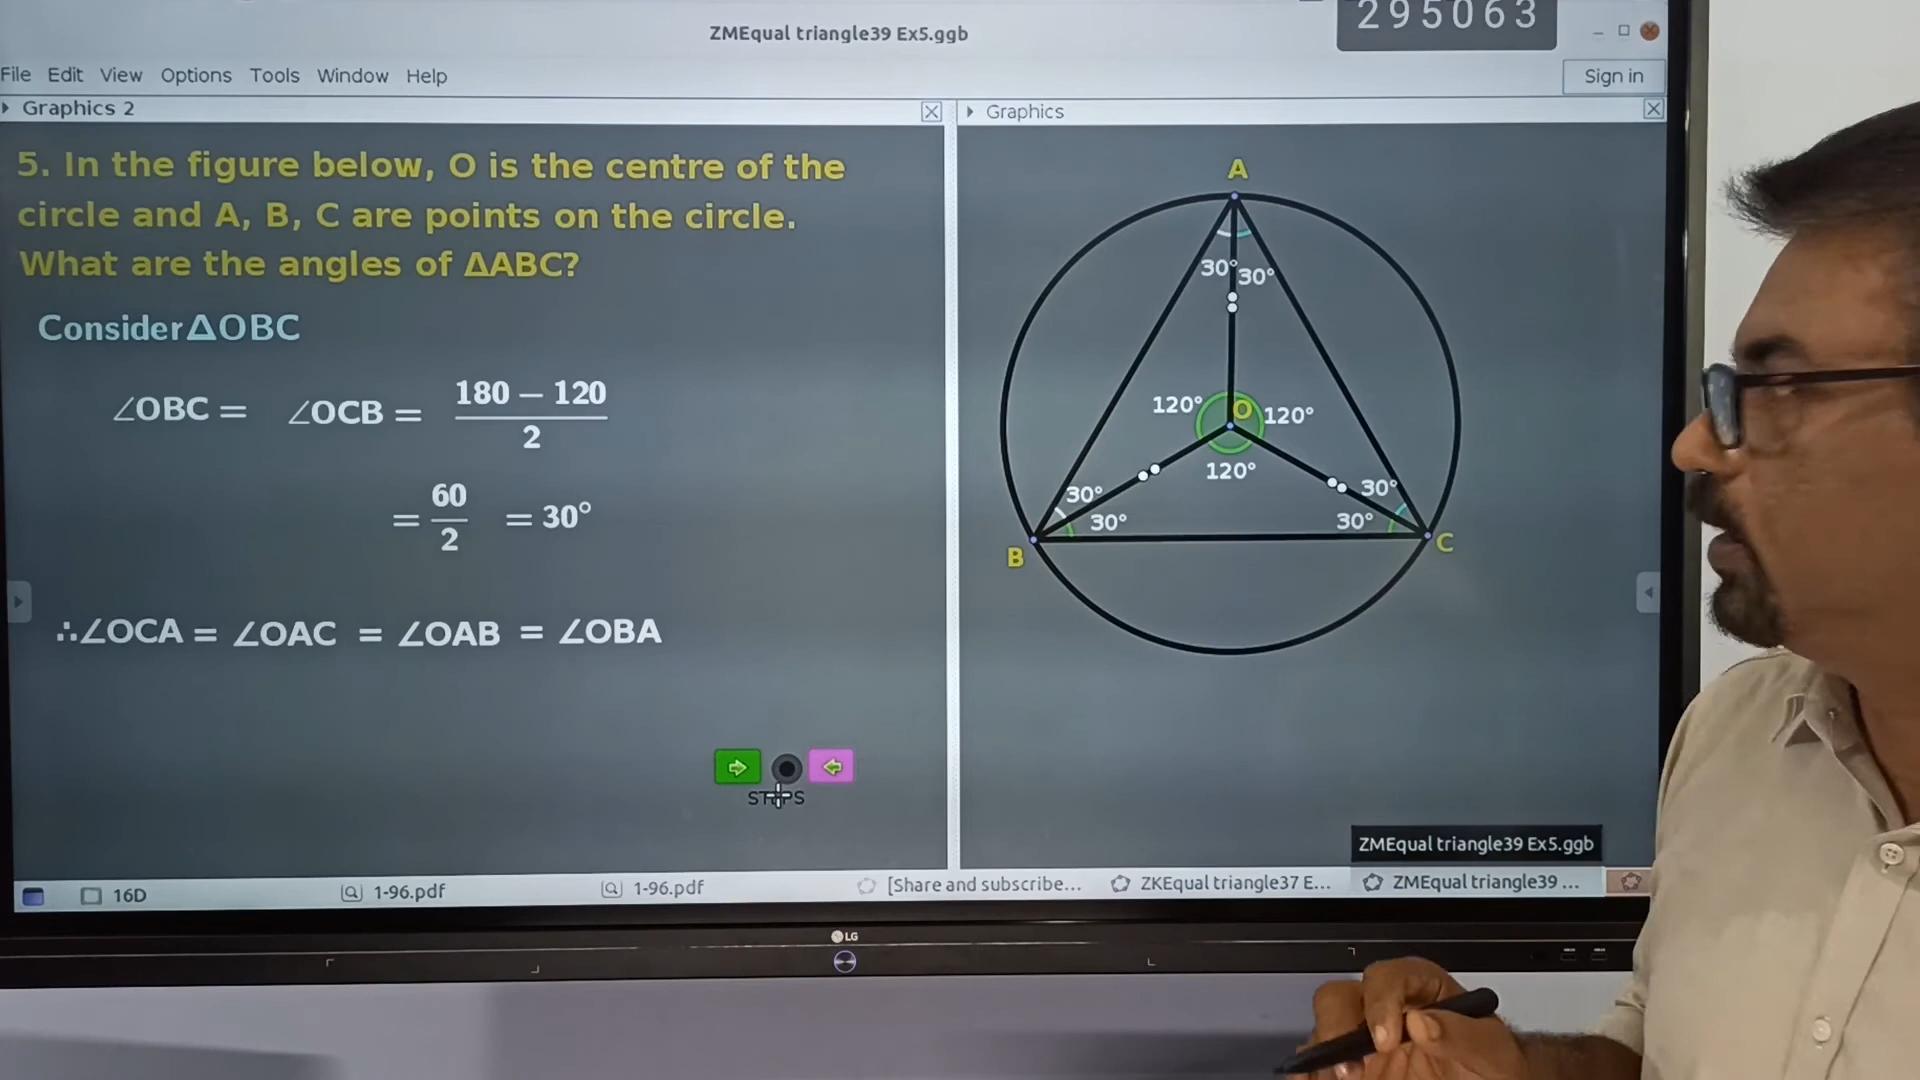 295063
ZMEqual triangle39 Ex5.ggb
File Edit View Options Tools Window Help
Sign in
Graphics 2
Graphics
5. In the figure below, O is the centre of the
circle and A, B, C are points on the circle.
What are the angles of ΔABC?
Consider ΔOBC
∠OBC = ∠OCB = 180 – 120
2
= 60
2
= 30°
∴∠OCA = ∠OAC = ∠OAB = ∠OBA
STEPS
A
30° 30°
120° O 120°
120°
30° 30°
30° 30°
B C
ZMEqual triangle39 Ex5.ggb
16D
1-96.pdf
1-96.pdf
[Share and subscribe...
ZKEqual triangle37 E...
ZMEqual triangle39 ...
LG